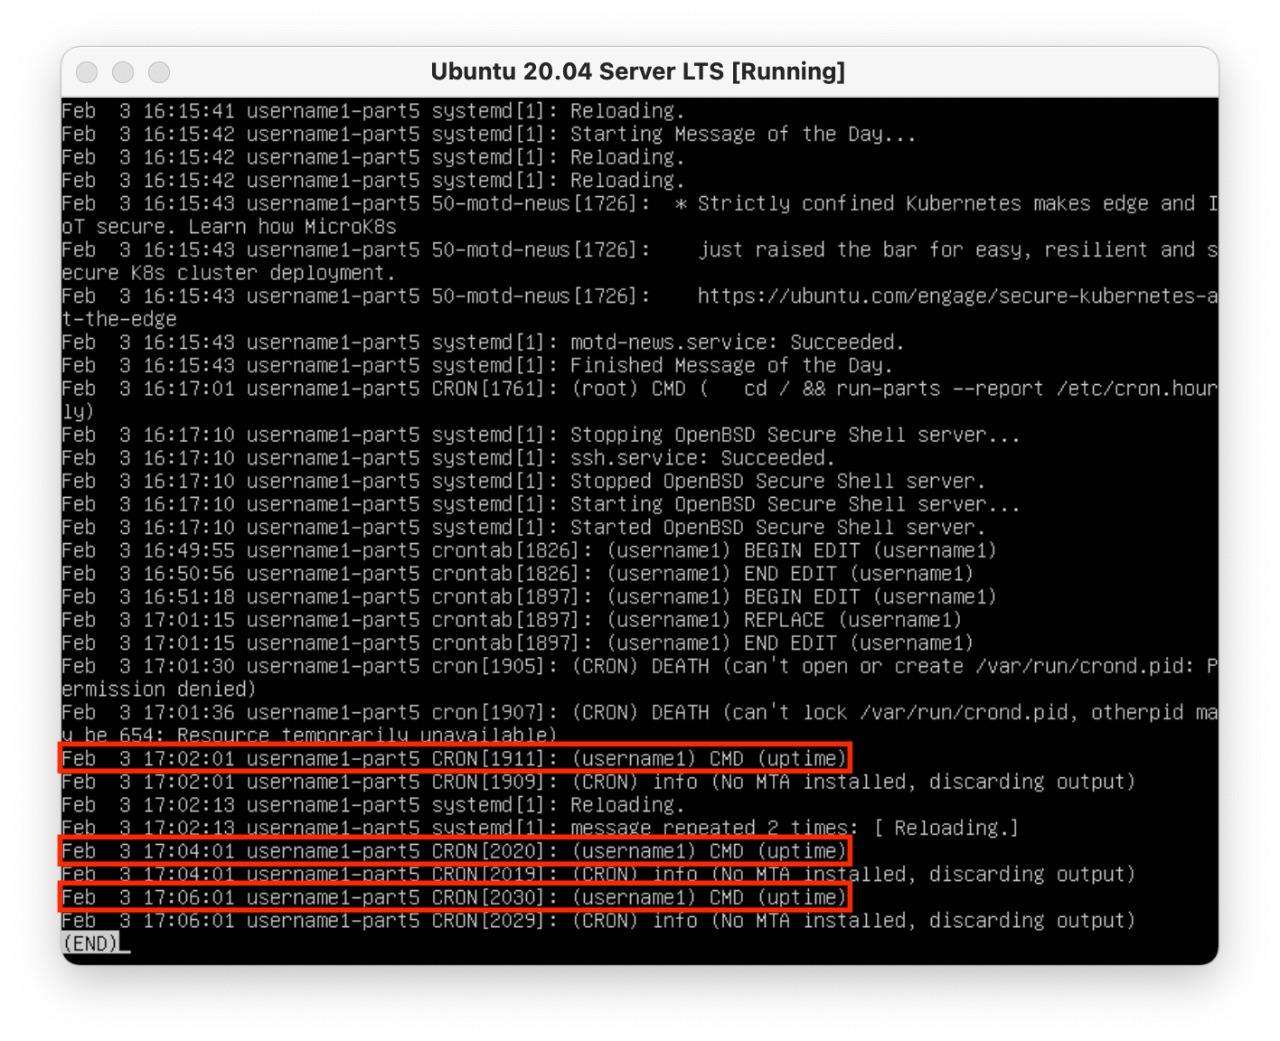 Ubuntu 20.04 Server LTS [Running]
Feb  3 16:15:41 username1-part5 systemd[1]: Reloading.
Feb  3 16:15:42 username1-part5 systemd[1]: Starting Message of the Day...
Feb  3 16:15:42 username1-part5 systemd[1]: Reloading.
Feb  3 16:15:42 username1-part5 systemd[1]: Reloading.
Feb  3 16:15:43 username1-part5 50-motd-news[1726]:  * Strictly confined Kubernetes makes edge and I
oT secure. Learn how MicroK8s
Feb  3 16:15:43 username1-part5 50-motd-news[1726]:    just raised the bar for easy, resilient and s
ecure K8s cluster deployment.
Feb  3 16:15:43 username1-part5 50-motd-news[1726]:    https://ubuntu.com/engage/secure-kubernetes-a
t-the-edge
Feb  3 16:15:43 username1-part5 systemd[1]: motd-news.service: Succeeded.
Feb  3 16:15:43 username1-part5 systemd[1]: Finished Message of the Day.
Feb  3 16:17:01 username1-part5 CRON[1761]: (root) CMD (   cd / && run-parts --report /etc/cron.hour
ly)
Feb  3 16:17:10 username1-part5 systemd[1]: Stopping OpenBSD Secure Shell server...
Feb  3 16:17:10 username1-part5 systemd[1]: ssh.service: Succeeded.
Feb  3 16:17:10 username1-part5 systemd[1]: Stopped OpenBSD Secure Shell server.
Feb  3 16:17:10 username1-part5 systemd[1]: Starting OpenBSD Secure Shell server...
Feb  3 16:17:10 username1-part5 systemd[1]: Started OpenBSD Secure Shell server.
Feb  3 16:49:55 username1-part5 crontab[1826]: (username1) BEGIN EDIT (username1)
Feb  3 16:50:56 username1-part5 crontab[1826]: (username1) END EDIT (username1)
Feb  3 16:51:18 username1-part5 crontab[1897]: (username1) BEGIN EDIT (username1)
Feb  3 17:01:15 username1-part5 crontab[1897]: (username1) REPLACE (username1)
Feb  3 17:01:15 username1-part5 crontab[1897]: (username1) END EDIT (username1)
Feb  3 17:01:30 username1-part5 cron[1905]: (CRON) DEATH (can't open or create /var/run/crond.pid: P
ermission denied)
Feb  3 17:01:36 username1-part5 cron[1907]: (CRON) DEATH (can't lock /var/run/crond.pid, otherpid ma
y be 654: Resource temporarily unavailable)
Feb  3 17:02:01 username1-part5 CRON[1911]: (username1) CMD (uptime)
Feb  3 17:02:01 username1-part5 CRON[1909]: (CRON) info (No MTA installed, discarding output)
Feb  3 17:02:13 username1-part5 systemd[1]: Reloading.
Feb  3 17:02:13 username1-part5 systemd[1]: message repeated 2 times: [ Reloading.]
Feb  3 17:04:01 username1-part5 CRON[2020]: (username1) CMD (uptime)
Feb  3 17:04:01 username1-part5 CRON[2019]: (CRON) info (No MTA installed, discarding output)
Feb  3 17:06:01 username1-part5 CRON[2030]: (username1) CMD (uptime)
Feb  3 17:06:01 username1-part5 CRON[2029]: (CRON) info (No MTA installed, discarding output)
(END)